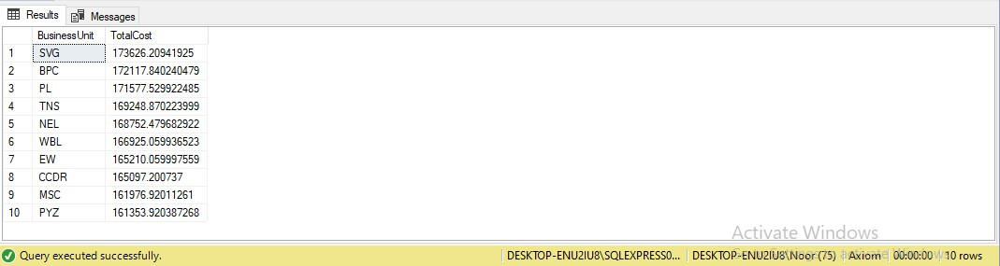 Results Messages
BusinessUnit TotalCost
1 SVG 173626.20941925
2 BPC 172117.840240479
3 PL 171577.529922485
4 TNS 169248.870223999
5 NEL 168752.479682922
6 WBL 166925.059936523
7 EW 165210.059997559
8 CCDR 165097.200737
9 MSC 161976.92011261
10 PYZ 161353.920387268
Activate Windows
Query executed successfully. DESKTOP-ENU2IU8\SQLEXPRESS0... DESKTOP-ENU2IU8\Nopz (75) Axiom 00:00:00 10 rows